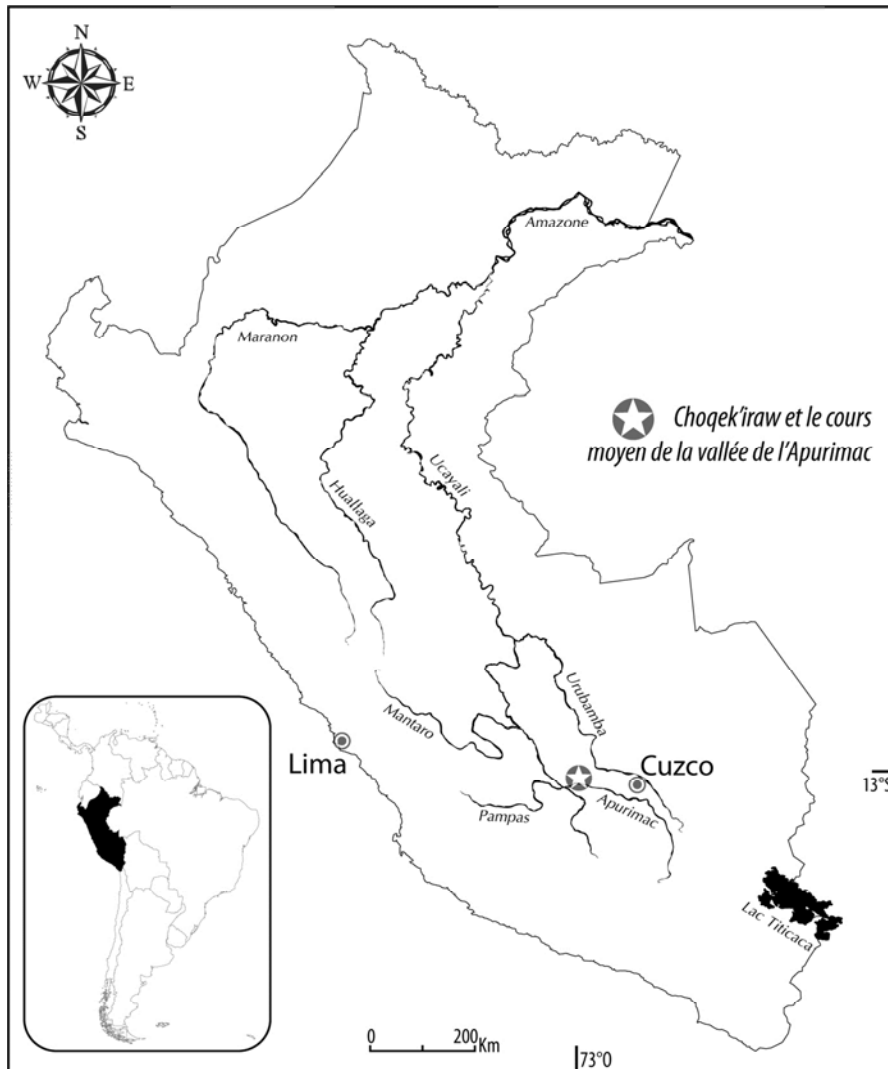 N
W
E
S
Amazone
Maranon
Choqek'iraw et le cours
moyen de la vallée de l'Apurimac
Ucayali
Huallaga
Urubamba
Mantaro
Lima
Cuzco
13°S
Pampas
Apurimac
Lac Titicaca
0
200
Km
73°O